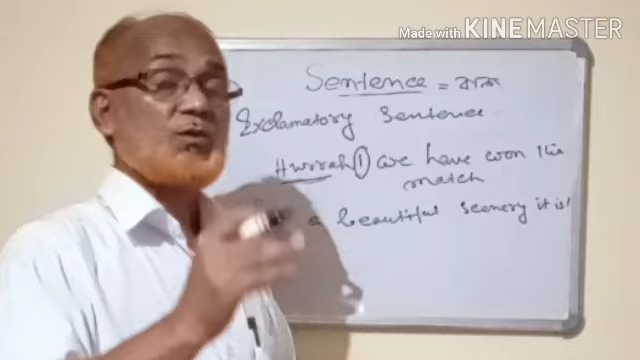 Made with KINEMASTER
Sentence = বাক্য
Exclamatory Sentence
Hurrah! we have won the
match
a beautiful scenery it is!